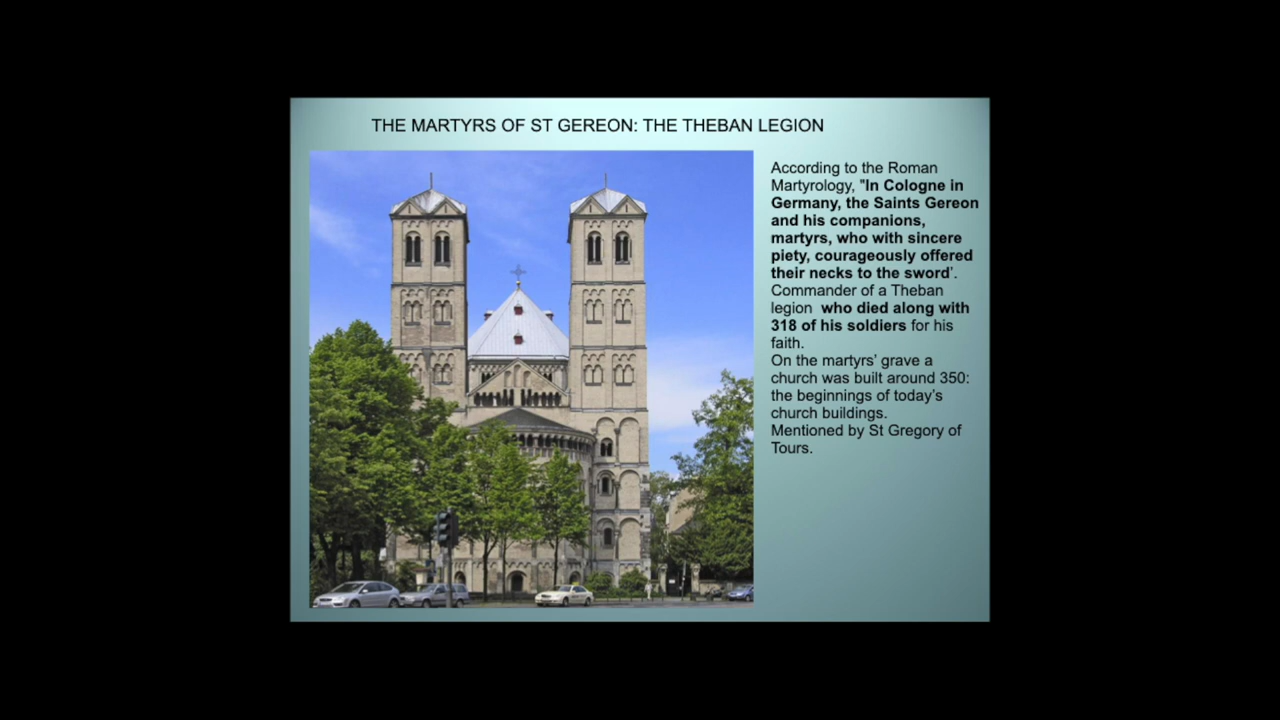 THE MARTYRS OF ST GEREON: THE THEBAN LEGION
According to the Roman
Martyrology, "In Cologne in
Germany, the Saints Gereon
and his companions,
martyrs, who with sincere
piety, courageously offered
their necks to the sword'.
Commander of a Theban
legion  who died along with
318 of his soldiers for his
faith.
On the martyrs' grave a
church was built around 350:
the beginnings of today's
church buildings.
Mentioned by St Gregory of
Tours.